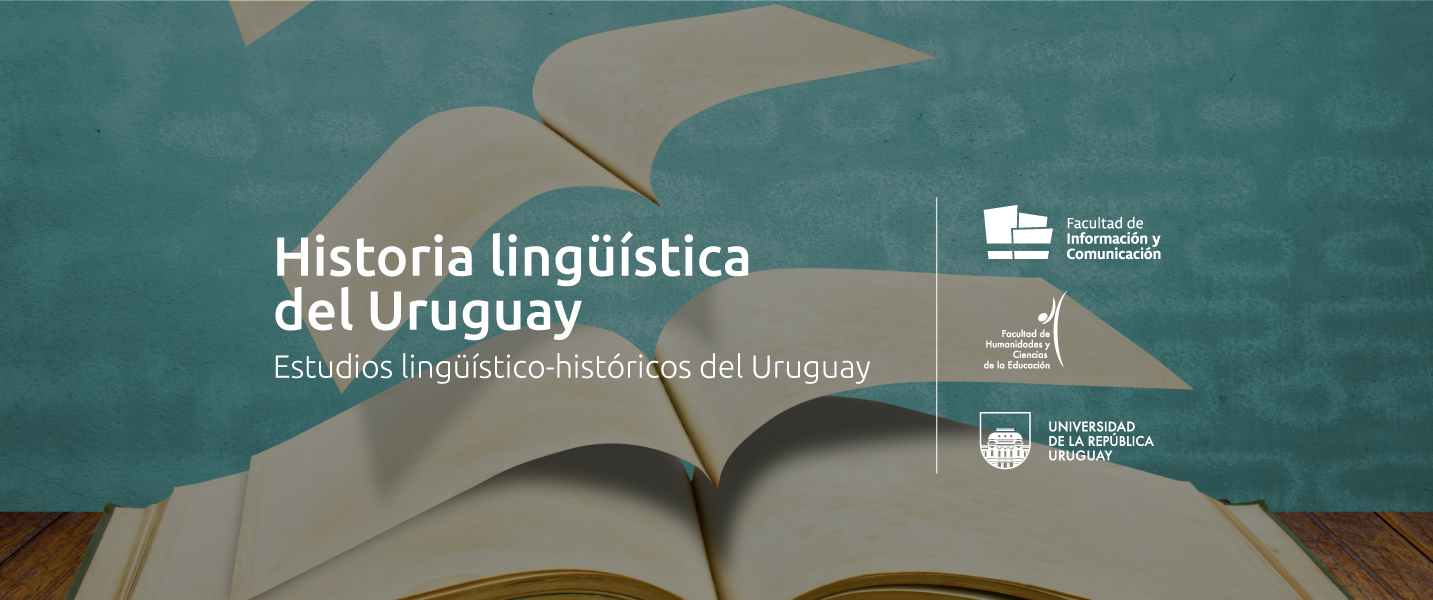 Historia lingüística
del Uruguay
Estudios lingüístico-históricos del Uruguay
Facultad de
Información y
Comunicación
Facultad de
Humanidades y
Ciencias
de la Educación
UNIVERSIDAD
DE LA REPÚBLICA
URUGUAY